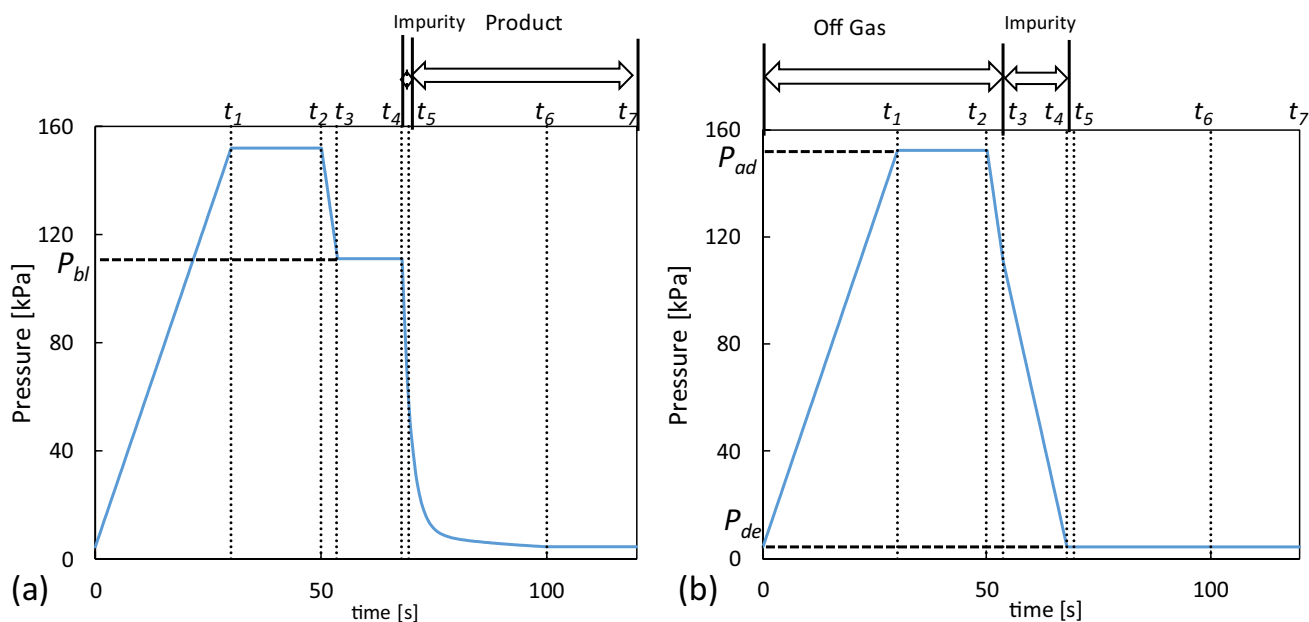 Impurity Product
t1 t2 t3 t4 t5 t6 t7
160
120
80
40
0
Pbl
Pressure [kPa]
0 50 100
time [s]
(a)
Off Gas Impurity
t1 t2 t3 t4 t5 t6 t7
160
120
80
40
0
Pad
Pde
Pressure [kPa]
0 50 100
time [s]
(b)